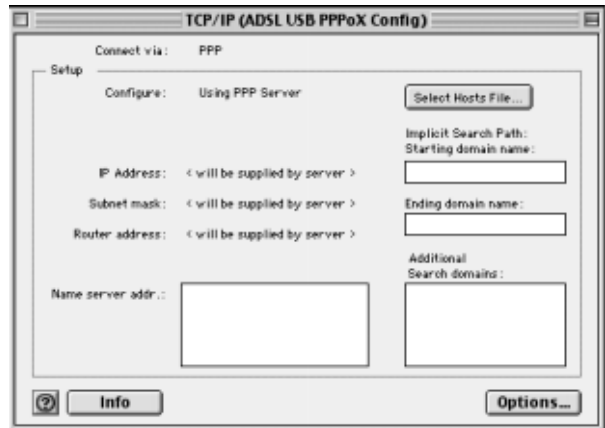 TCP/IP (ADSL USB PPPoX Config)
Connect via: PPP
Setup
Configure: Using PPP Server
Select Hosts File...
Implicit Search Path:
Starting domain name:
IP Address: < will be supplied by server >
Subnet mask: < will be supplied by server >
Ending domain name:
Router address: < will be supplied by server >
Additional
Search domains:
Name server addr.:
?
Info
Options...